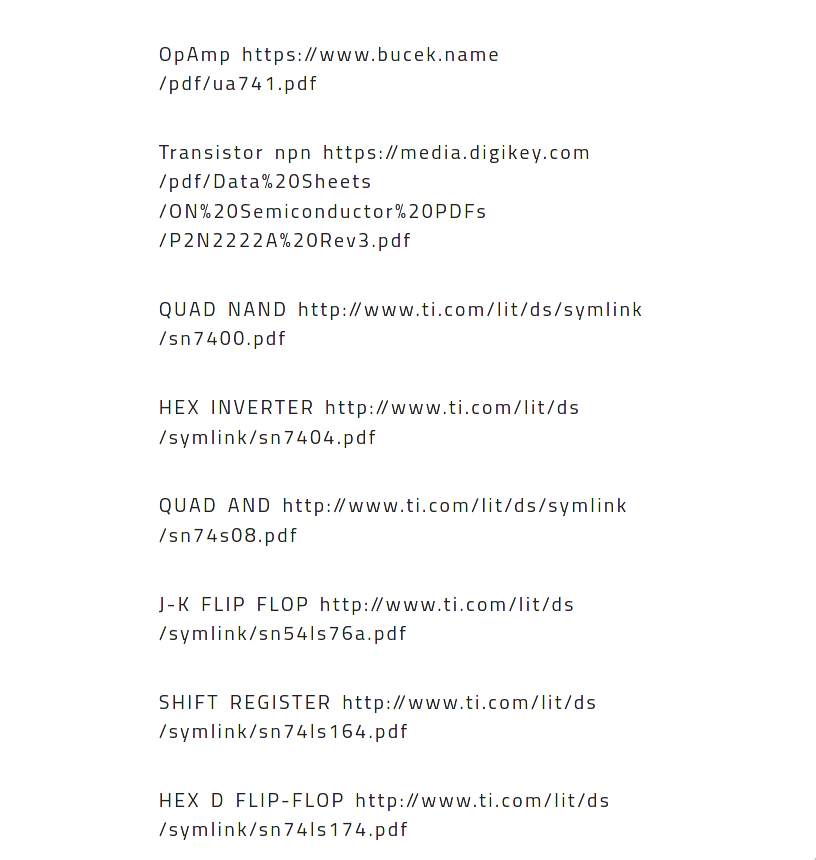 OpAmp https://www.bucek.name
/pdf/ua741.pdf
Transistor npn https://media.digikey.com
/pdf/Data%20Sheets
/ON%20Semiconductor%20PDFs
/P2N2222A%20Rev3.pdf
QUAD NAND http://www.ti.com/lit/ds/symlink
/sn7400.pdf
HEX INVERTER http://www.ti.com/lit/ds
/symlink/sn7404.pdf
QUAD AND http://www.ti.com/lit/ds/symlink
/sn74s08.pdf
J-K FLIP FLOP http://www.ti.com/lit/ds
/symlink/sn54ls76a.pdf
SHIFT REGISTER http://www.ti.com/lit/ds
/symlink/sn74ls164.pdf
HEX D FLIP-FLOP http://www.ti.com/lit/ds
/symlink/sn74ls174.pdf